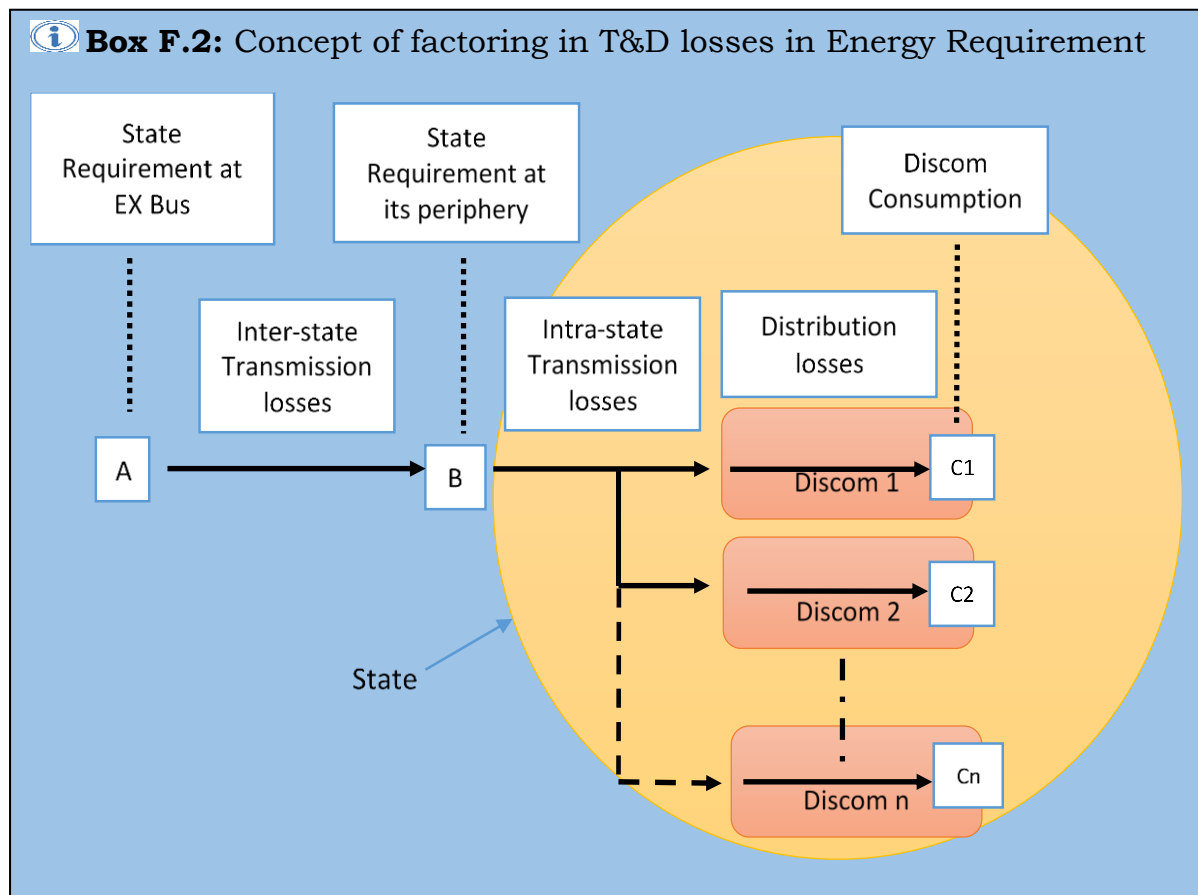 Box F.2: Concept of factoring in T&D losses in Energy Requirement
State
Requirement at
EX Bus
State
Requirement at
its periphery
Discom
Consumption
Inter-state
Transmission
losses
Intra-state
Transmission
losses
Distribution
losses
A
B
C1
Discom 1
C2
Discom 2
State
Cn
Discom n